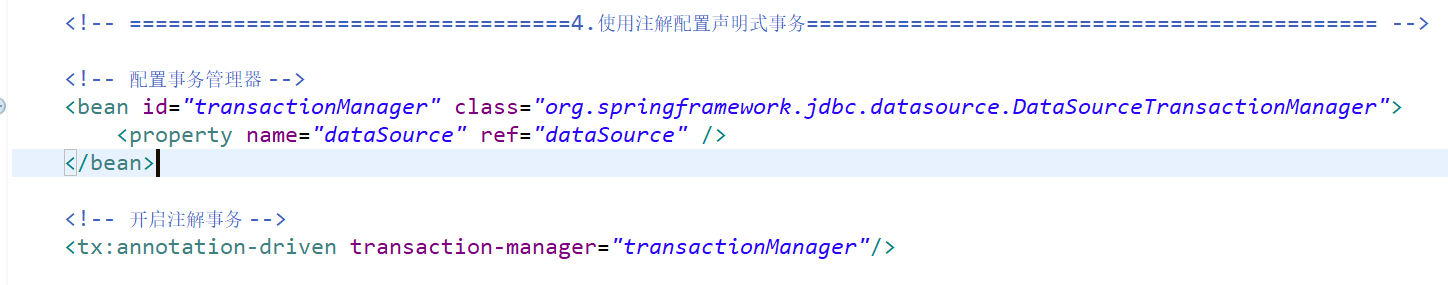 <!-- ==================================4.使用注解配置声明式事务============================================ -->
<!-- 配置事务管理器 -->
<bean id="transactionManager" class="org.springframework.jdbc.datasource.DataSourceTransactionManager">
<property name="dataSource" ref="dataSource" />
</bean>
<!-- 开启注解事务 -->
<tx:annotation-driven transaction-manager="transactionManager"/>